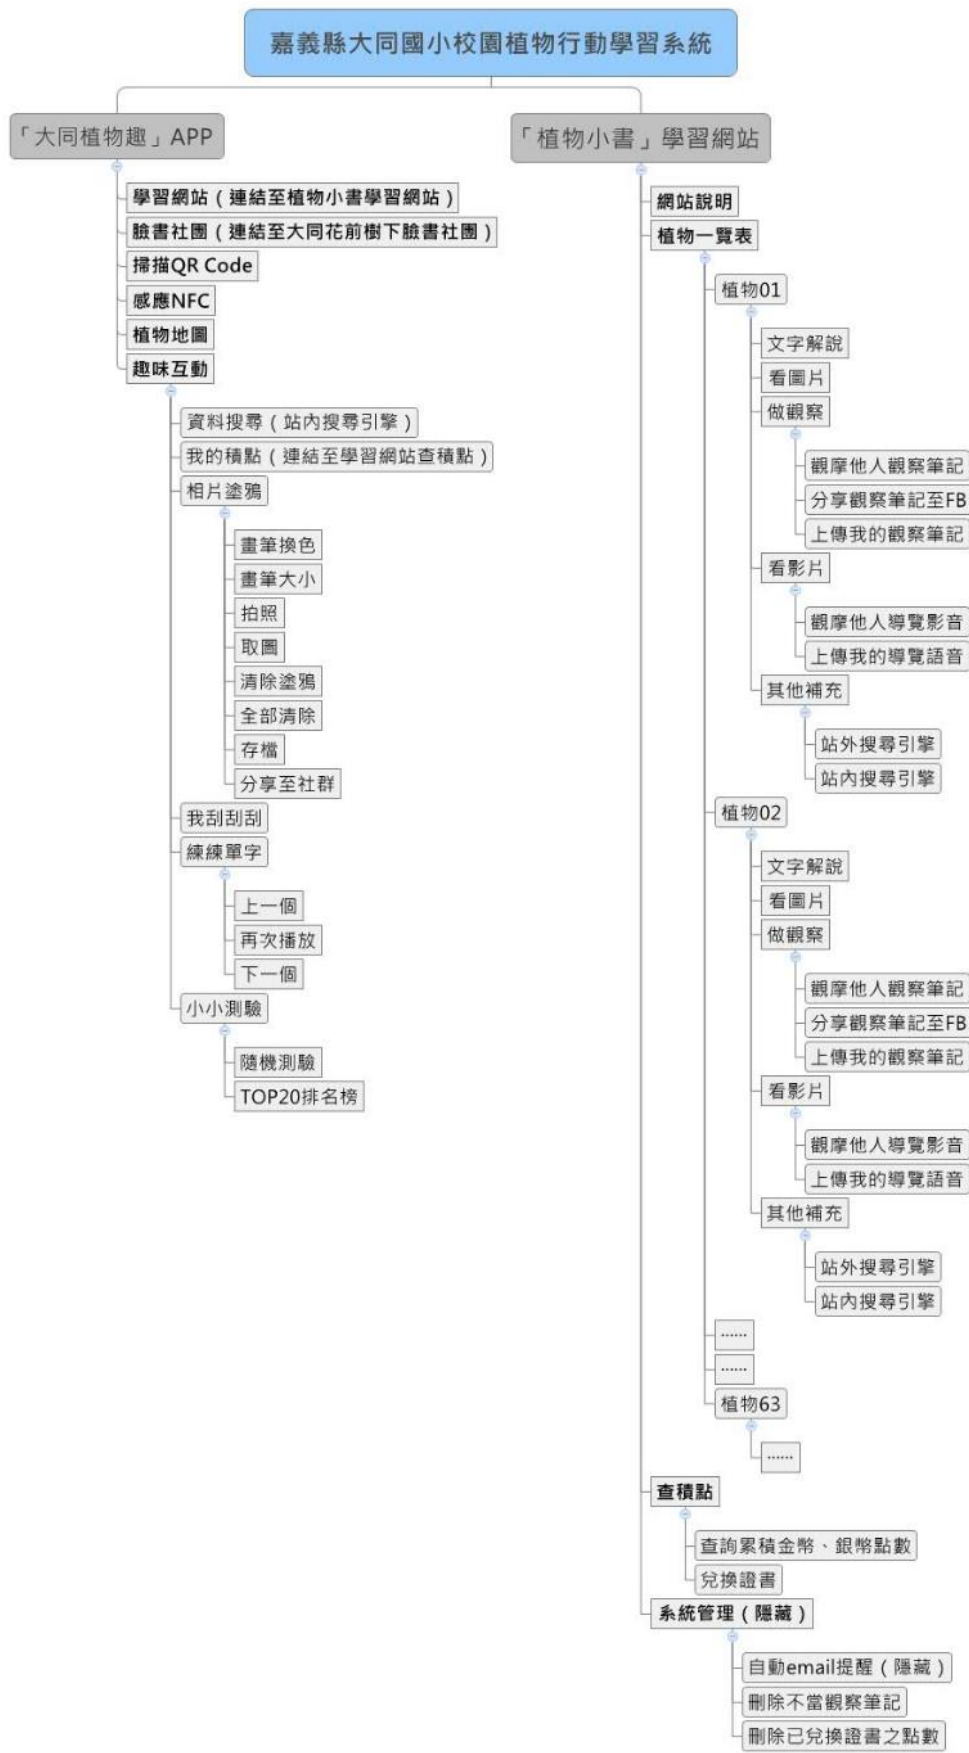 嘉義縣大同國小校園植物行動學習系統
「大同植物趣」APP
學習網站（連結至植物小書學習網站）
臉書社團（連結至大同花前樹下臉書社團）
掃描QR Code
感應NFC
植物地圖
趣味互動
資料搜尋（站內搜尋引擎）
我的積點（連結至學習網站查積點）
相片塗鴉
畫筆換色
畫筆大小
拍照
取圖
清除塗鴉
全部清除
存檔
分享至社群
我刮刮刮
練練單字
上一個
再次播放
下一個
小小測驗
隨機測驗
TOP20排名榜
「植物小書」學習網站
網站說明
植物一覽表
植物01
文字解說
看圖片
做觀察
觀摩他人觀察筆記
分享觀察筆記至FB
上傳我的觀察筆記
看影片
觀摩他人導覽影音
上傳我的導覽語音
其他補充
站外搜尋引擎
站內搜尋引擎
植物02
文字解說
看圖片
做觀察
觀摩他人觀察筆記
分享觀察筆記至FB
上傳我的觀察筆記
看影片
觀摩他人導覽影音
上傳我的導覽語音
其他補充
站外搜尋引擎
站內搜尋引擎
······
······
植物63
······
查積點
查詢累積金幣、銀幣點數
兌換證書
系統管理（隱藏）
自動email提醒（隱藏）
刪除不當觀察筆記
刪除已兌換證書之點數